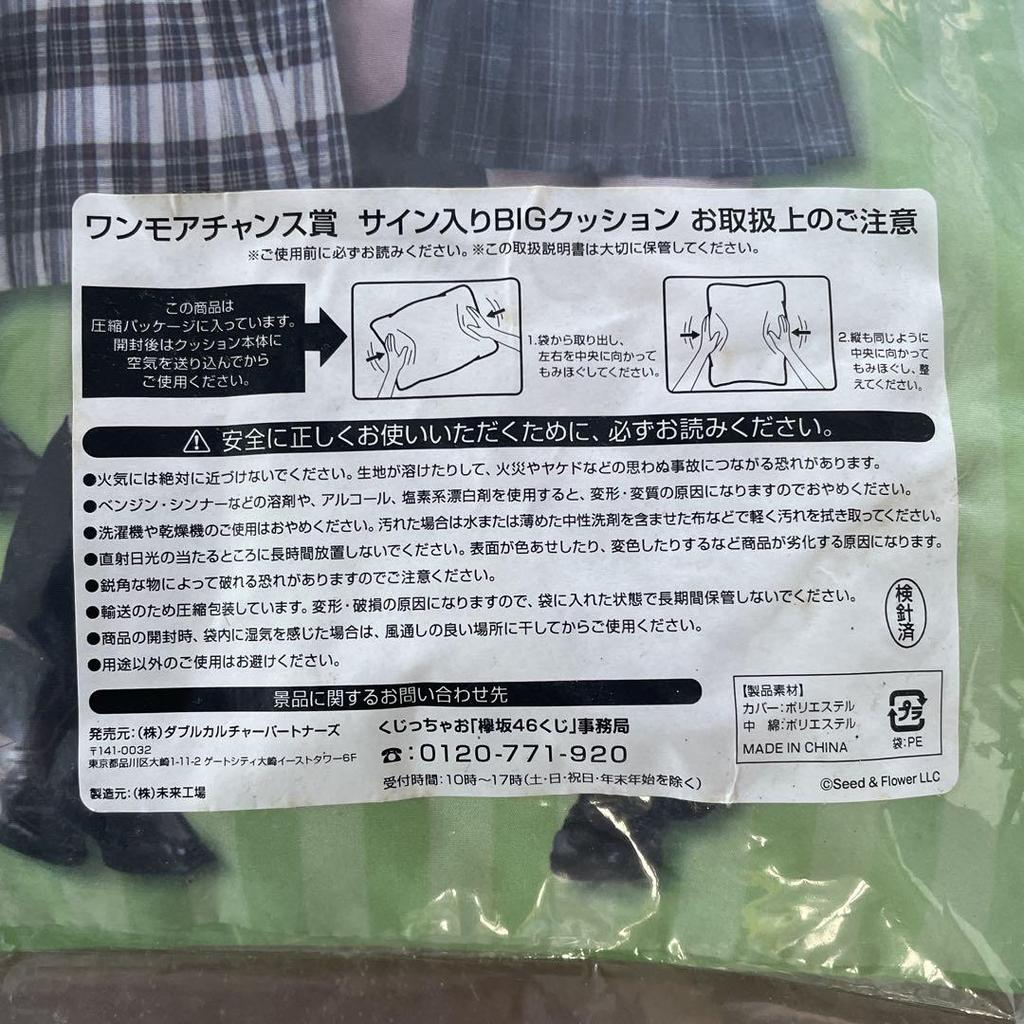 ワンモアチャンス賞 サイン入りBIGクッション お取扱上のご注意
※ご使用前に必ずお読みください。※この取扱説明書は大切に保管してください。
この商品は
圧縮パッケージに入っています。
開封後はクッション本体に
空気を送り込んでから
ご使用ください。
1.袋から取り出し、
左右を中央に向かって
もみほぐしてください。
2.縦も同じように
中央に向かって
もみほぐし、整
えてください。
⚠ 安全に正しくお使いいただくために、必ずお読みください。
●火気には絶対に近づけないでください。生地が溶けたりして、火災やヤケドなどの思わぬ事故につながる恐れがあります。
●ベンジン・シンナーなどの溶剤や、アルコール、塩素系漂白剤を使用すると、変形・変質の原因になりますのでおやめください。
●洗濯機や乾燥機のご使用はおやめください。汚れた場合は水または薄めた中性洗剤を含ませた布などで軽く汚れを拭き取ってください。
●直射日光の当たるところに長時間放置しないでください。表面が色あせしたり、変色したりするなど商品が劣化する原因になります。
●鋭角な物によって破れる恐れがありますのでご注意ください。
●輸送のため圧縮包装しています。変形・破損の原因になりますので、袋に入れた状態で長期間保管しないでください。
●商品の開封時、袋内に湿気を感じた場合は、風通しの良い場所に干してからご使用ください。
●用途以外のご使用はお避けください。
検針済
景品に関するお問い合わせ先
発売元:(株)ダブルカルチャーパートナーズ
〒141-0032
東京都品川区大崎1-11-2 ゲートシティ大崎イーストタワー6F
製造元:(株)未来工場
くじっちゃお「欅坂46くじ」事務局
☎:0120-771-920
受付時間:10時～17時(土・日・祝日・年末年始を除く)
【製品素材】
カバー:ポリエステル
中 綿:ポリエステル
MADE IN CHINA
プラ
袋:PE
©Seed & Flower LLC